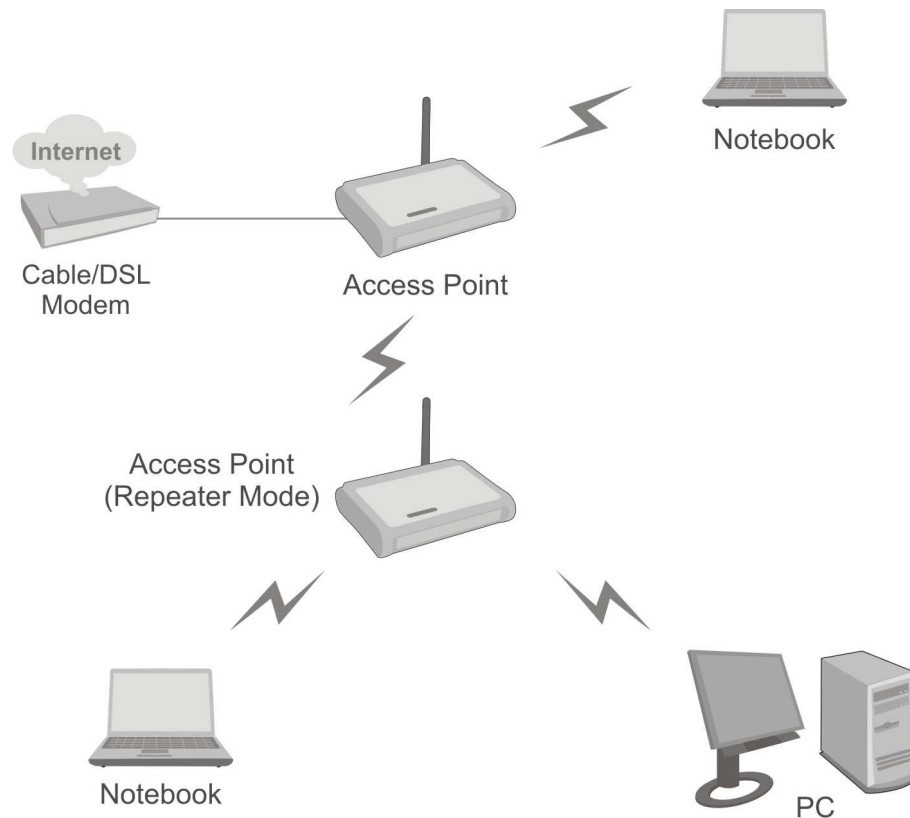 Notebook
Internet
Cable/DSL
Modem
Access Point
Access Point
(Repeater Mode)
Notebook
PC